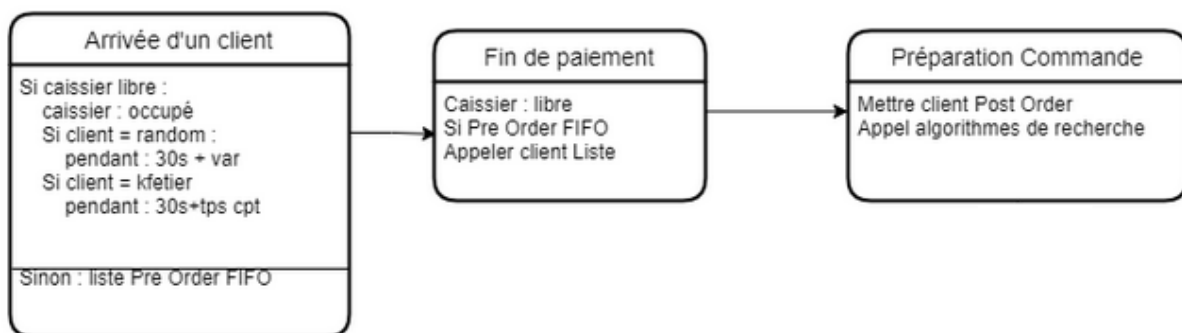 Arrivée d'un client
Si caissier libre :
caissier : occupé
Si client = random :
pendant : 30s + var
Si client = kfetier
pendant : 30s+tps cpt
Sinon : liste Pre Order FIFO
Fin de paiement
Caissier : libre
Si Pre Order FIFO
Appeler client Liste
Préparation Commande
Mettre client Post Order
Appel algorithmes de recherche